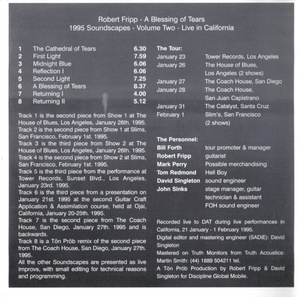 Robert Fripp - A Blessing of Tears
1995 Soundscapes - Volume Two - Live in California
1 The Cathedral of Tears 6.30
2 First Light 7.59
3 Midnight Blue 6.06
4 Reflection I 6.06
5 Second Light 7.25
6 A Blessing of Tears 8.37
7 Returning I 4.00
8 Returning II 5.12
Track 1 is the second piece from Show 1 at The
House of Blues, Los Angeles, January 26th. 1995.
Track 2 is the second piece from Show 1 at Slims,
San Francisco, February 1st. 1995.
Track 3 is the second piece from Show 2 at The
House of Blues, Los Angeles, January 26th. 1995.
Track 4 is the second piece from Show 2 at Slims,
San Francisco, February 1st. 1995.
Track 5 is the third piece from the performance at
Tower Records, Sunset Blvd., Los Angeles,
January 23rd. 1995.
Track 6 is the third piece from a presentation on
January 21st. 1995 at the second Guitar Craft
Application & Assimilation course, held at Ojai,
California, January 20-25th. 1995.
Track 7 is the second piece from The Coach
House, San Diego, January 27th. 1995 and is
backwards.
Track 8 is a Tön Pröb remix of the second piece
from The Coach House, San Diego, January 27th.
1995.
All the other Soundscapes are presented as live
improvs, with small editing for technical reasons
and programming.
The Tour:
January 23 Tower Records, Los Angeles
January 26 The House of Blues,
Los Angeles (2 shows)
January 27 The Coach House, San Diego
January 28 The Coach House,
San Juan Capistrano
January 31 The Catalyst, Santa Cruz
February 1 Slim's, San Francisco
(2 shows)
The Personnel:
Bill Forth tour promoter & manager
Robert Fripp guitarist
Mark Perry Possible merchandising
Tom Redmond Hell Boy
David Singleton sound engineer
John Sinks stage manager, guitar
technician & assistant
FOH sound engineer
Recorded live to DAT during live performances in
California, 21 January - 1 February 1995.
Digital editor and mastering engineer (SADiE): David
Singleton
Mastered on Truth Monitors from Truth Acoustics:
Martin Smith: (44) 1889 504211 tel.
A Tön Pröb Production by Robert Fripp & David
Singleton for Discipline Global Mobile.